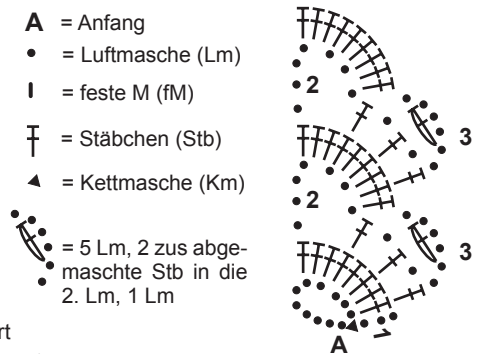 A = Anfang
= Luftmasche (Lm)
= feste M (fM)
= Stäbchen (Stb)
= Kettmasche (Km)
= 5 Lm, 2 zus abge-
maschte Stb in die
2. Lm, 1 Lm
rt
2
3
2
3
1
A